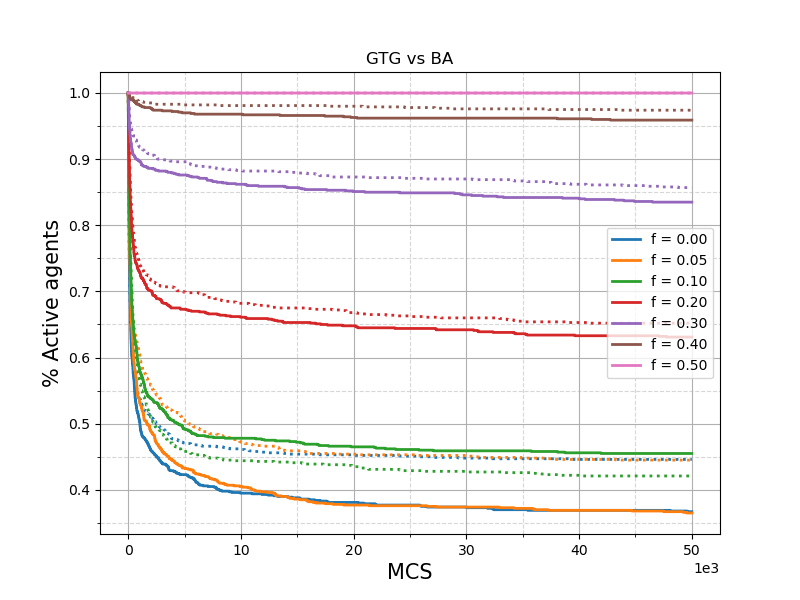 GTG vs BA
% Active agents
1.0
0.9
0.8
0.7
0.6
0.5
0.4
f = 0.00
f = 0.05
f = 0.10
f = 0.20
f = 0.30
f = 0.40
f = 0.50
0 10 20 30 40 50
1e3
MCS